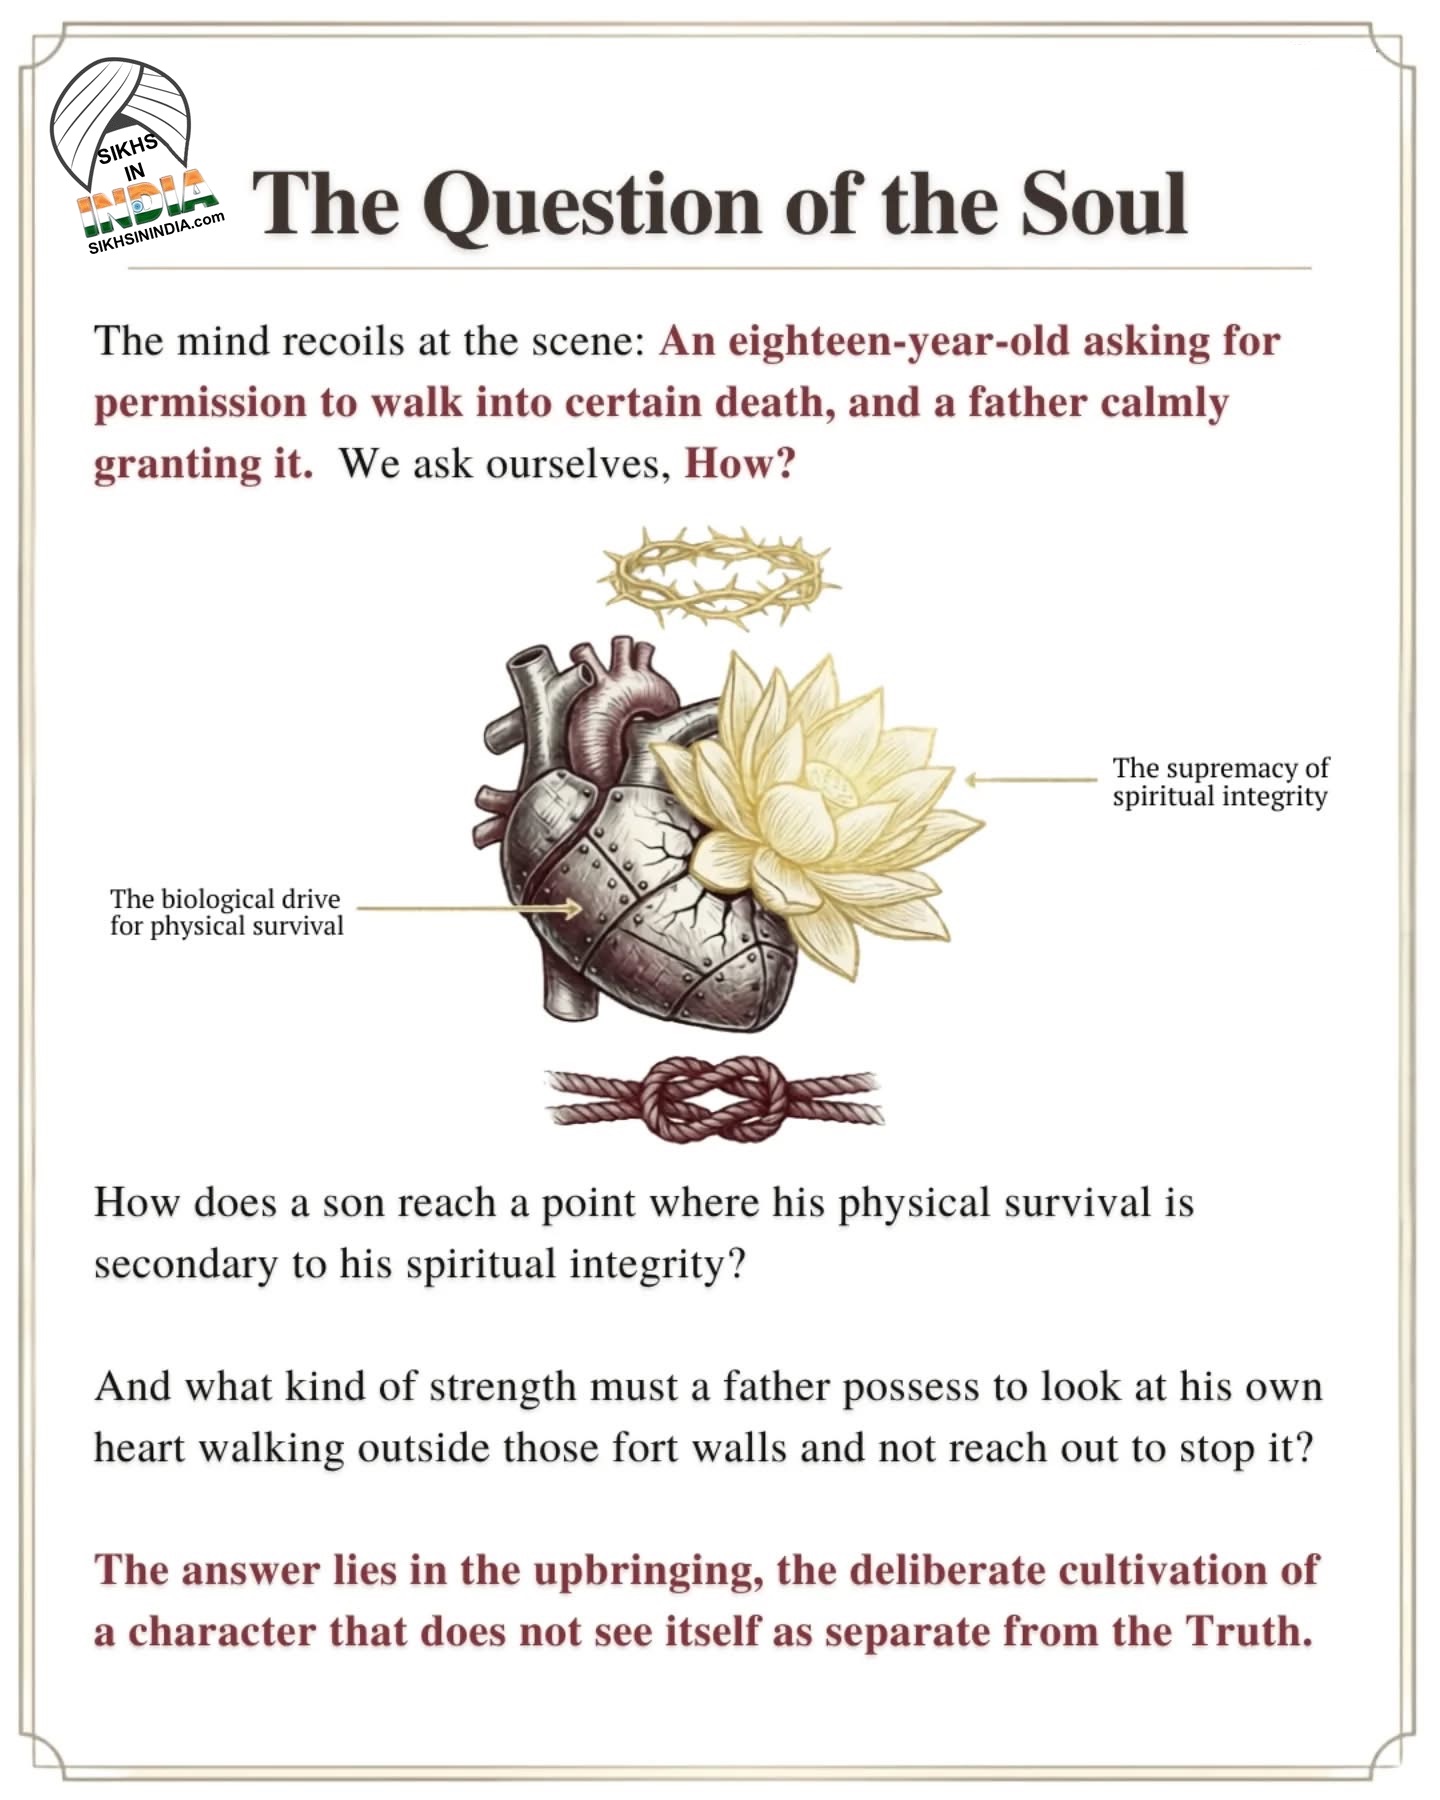 SIKHS
IN
INDIA
SIKHSININDIA.com
The Question of the Soul
The mind recoils at the scene: An eighteen-year-old asking for
permission to walk into certain death, and a father calmly
granting it. We ask ourselves, How?
The supremacy of
spiritual integrity
The biological drive
for physical survival
How does a son reach a point where his physical survival is
secondary to his spiritual integrity?
And what kind of strength must a father possess to look at his own
heart walking outside those fort walls and not reach out to stop it?
The answer lies in the upbringing, the deliberate cultivation of
a character that does not see itself as separate from the Truth.